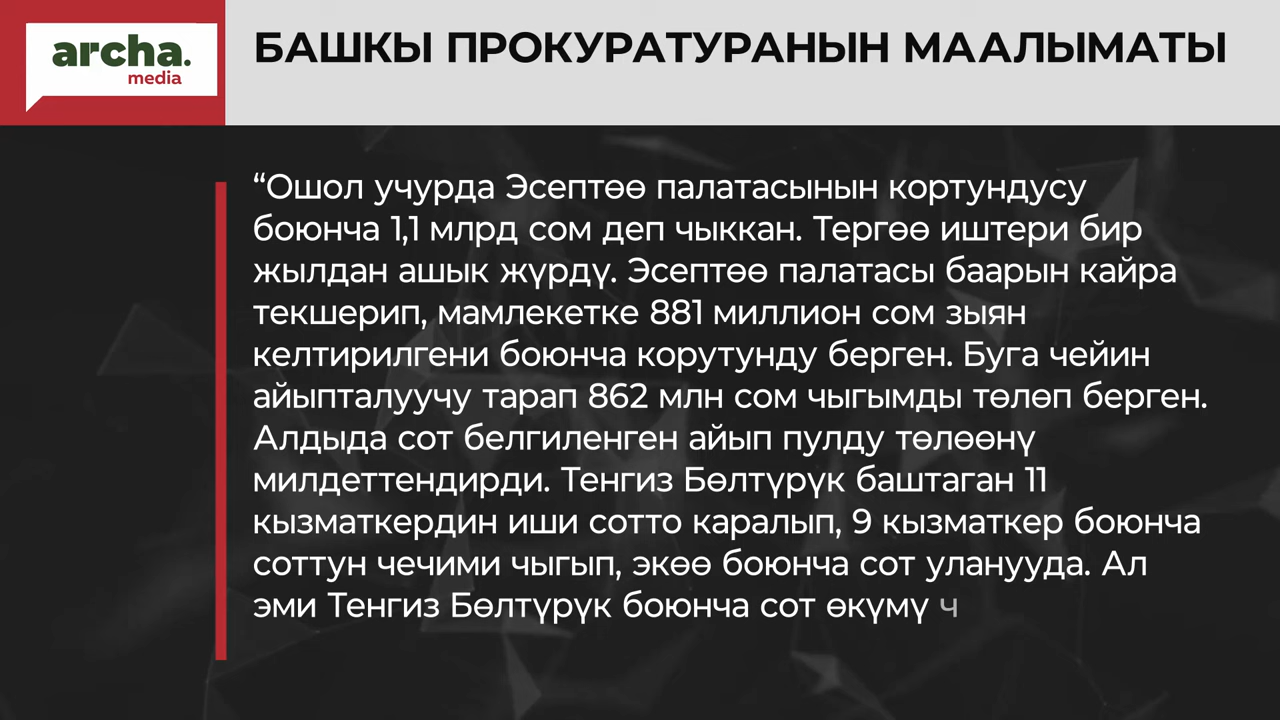 archa.
media
БАШКЫ ПРОКУРАТУРАНЫН МААЛЫМАТЫ
“Ошол учурда Эсептөө палатасынын кортундусу
боюнча 1,1 млрд сом деп чыккан. Тергөө иштери бир
жылдан ашык жүрдү. Эсептөө палатасы баарын кайра
текшерип, мамлекетке 881 миллион сом зыян
келтирилгени боюнча корутунду берген. Буга чейин
айыпталуучу тарап 862 млн сом чыгымды төлөп берген.
Алдыда сот белгиленген айып пулду төлөөнү
милдеттендирди. Тенгиз Бөлтүрүк баштаган 11
кызматкердин иши сотто каралып, 9 кызматкер боюнча
соттун чечими чыгып, экөө боюнча сот уланууда. Ал
эми Тенгиз Бөлтүрүк боюнча сот өкүмү ч